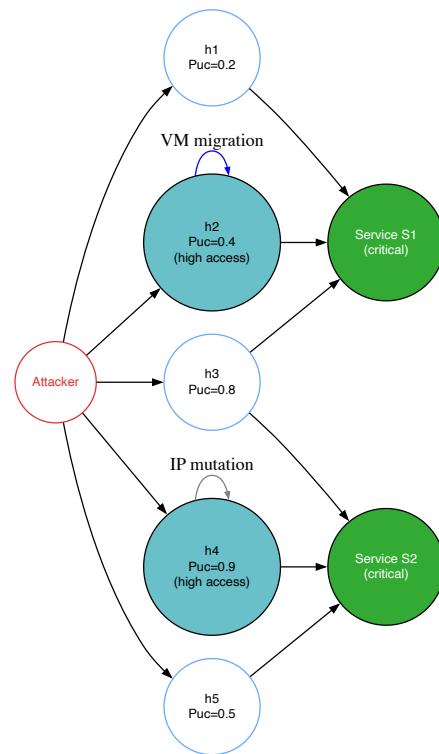 h1
Puc=0.2
VM migration
h2
Puc=0.4
(high access)
Service S1
(critical)
Attacker
h3
Puc=0.8
IP mutation
h4
Puc=0.9
(high access)
Service S2
(critical)
h5
Puc=0.5